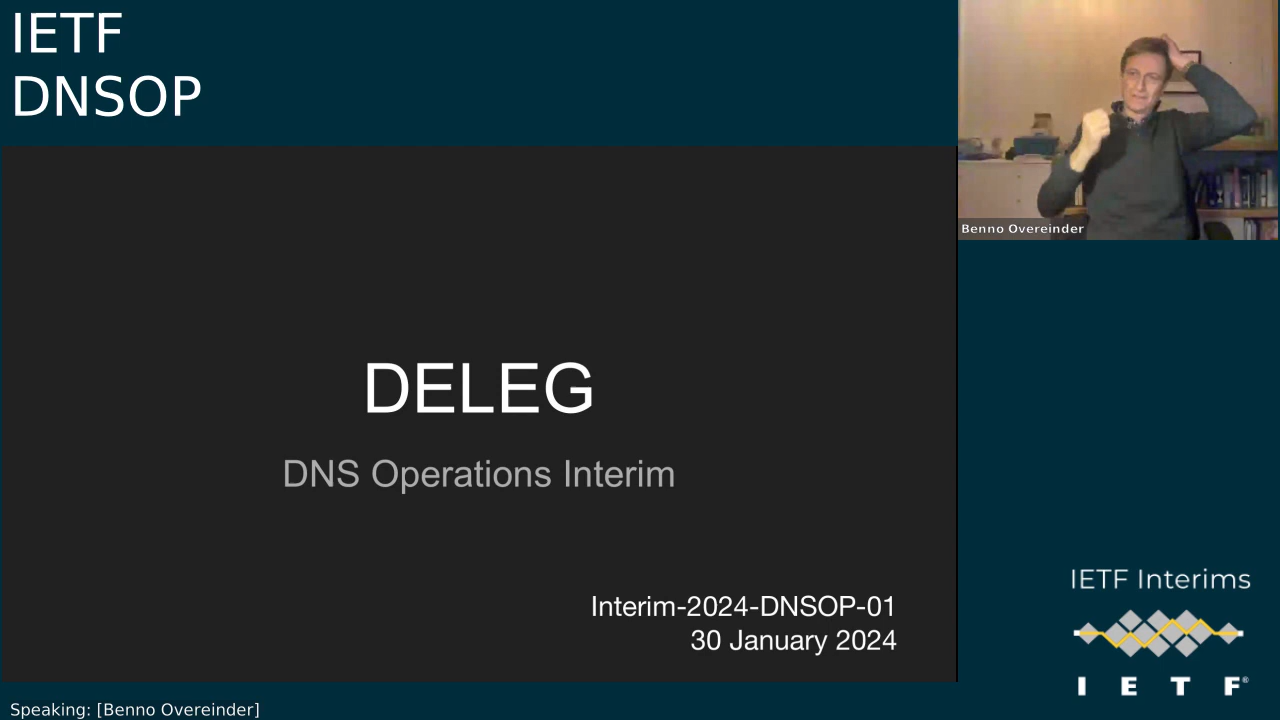 IETF
DNSOP
Benno Overeinder
DELEG
DNS Operations Interim
Interim-2024-DNSOP-01
30 January 2024
IETF Interims
I E T F®
Speaking: [Benno Overeinder]